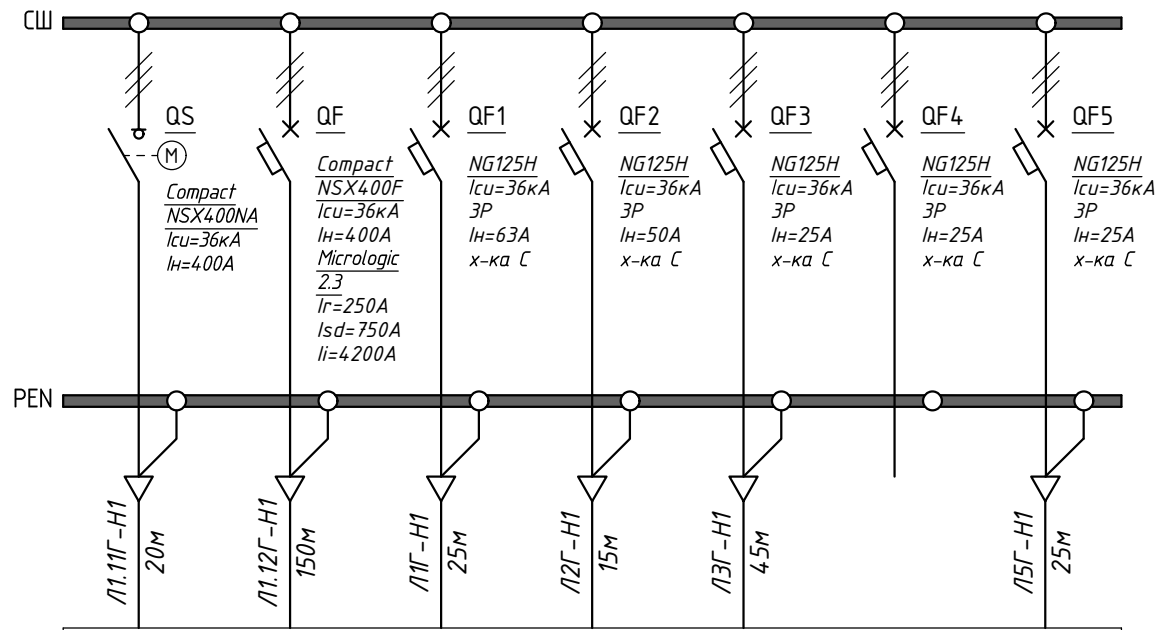 СШ
QS
M
Compact
NSX400NA
Icu=36кА
Iн=400А
QF
Compact
NSX400F
Icu=36кА
Iн=400А
Micrologic
2.3
Ir=250А
Isd=750А
Ii=4200А
QF1
NG125H
Icu=36кА
3P
Iн=63А
х-ка С
QF2
NG125H
Icu=36кА
3P
Iн=50А
х-ка С
QF3
NG125H
Icu=36кА
3P
Iн=25А
х-ка С
QF4
NG125H
Icu=36кА
3P
Iн=25А
х-ка С
QF5
NG125H
Icu=36кА
3P
Iн=25А
х-ка С
PEN
Л1.11Г-Н1
20м
Л1.12Г-Н1
150м
Л1Г-Н1
25м
Л2Г-Н1
15м
Л3Г-Н1
45м
Л5Г-Н1
25м